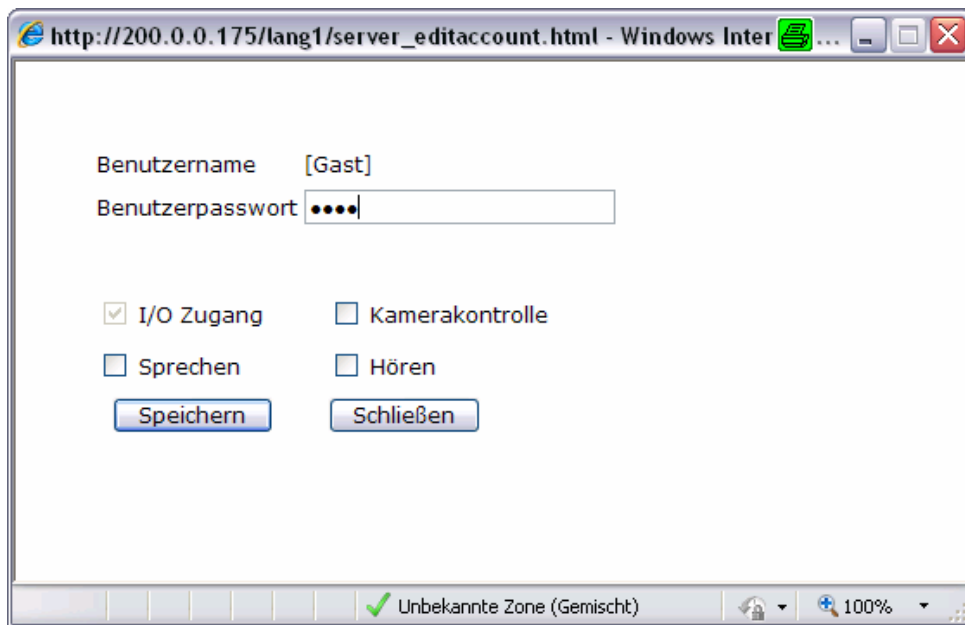 http://200.0.0.175/lang1/server_editaccount.html - Windows Inter ...
Benutzername [Gast]
Benutzerpasswort ••••
I/O Zugang Kamerakontrolle
Sprechen Hören
Speichern Schließen
Unbekannte Zone (Gemischt) 100%